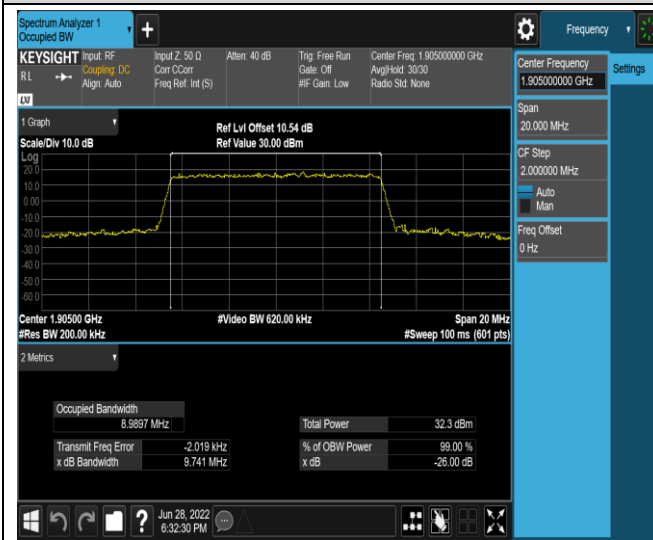 Spectrum Analyzer 1
Occupied BW
+
Frequency
KEYSIGHT
RL
LXI
Input: RF
Coupling: DC
Align: Auto
Input Z: 50 Ω
Corr CCorr
Freq Ref: Int (S)
Atten: 40 dB
Trig: Free Run
Gate: Off
#IF Gain: Low
Center Freq: 1.905000000 GHz
Avg|Hold: 30/30
Radio Std: None
Center Frequency
1.905000000 GHz
Settings
Span
20.000 MHz
CF Step
2.000000 MHz
Auto
Man
Freq Offset
0 Hz
1 Graph
Scale/Div 10.0 dB
Ref Lvl Offset 10.54 dB
Ref Value 30.00 dBm
Log
20.0
10.0
0.00
-10.0
-20.0
-30.0
-40.0
-50.0
-60.0
Center 1.90500 GHz
#Res BW 200.00 kHz
#Video BW 620.00 kHz
Span 20 MHz
#Sweep 100 ms (601 pts)
2 Metrics
Occupied Bandwidth
8.9897 MHz
Total Power 32.3 dBm
Transmit Freq Error -2.019 kHz
% of OBW Power 99.00 %
x dB Bandwidth 9.741 MHz
x dB -26.00 dB
?
Jun 28, 2022
6:32:30 PM